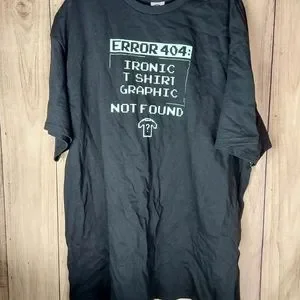 ERROR 404:
IRONIC
T SHIRT
GRAPHIC
NOT FOUND
?